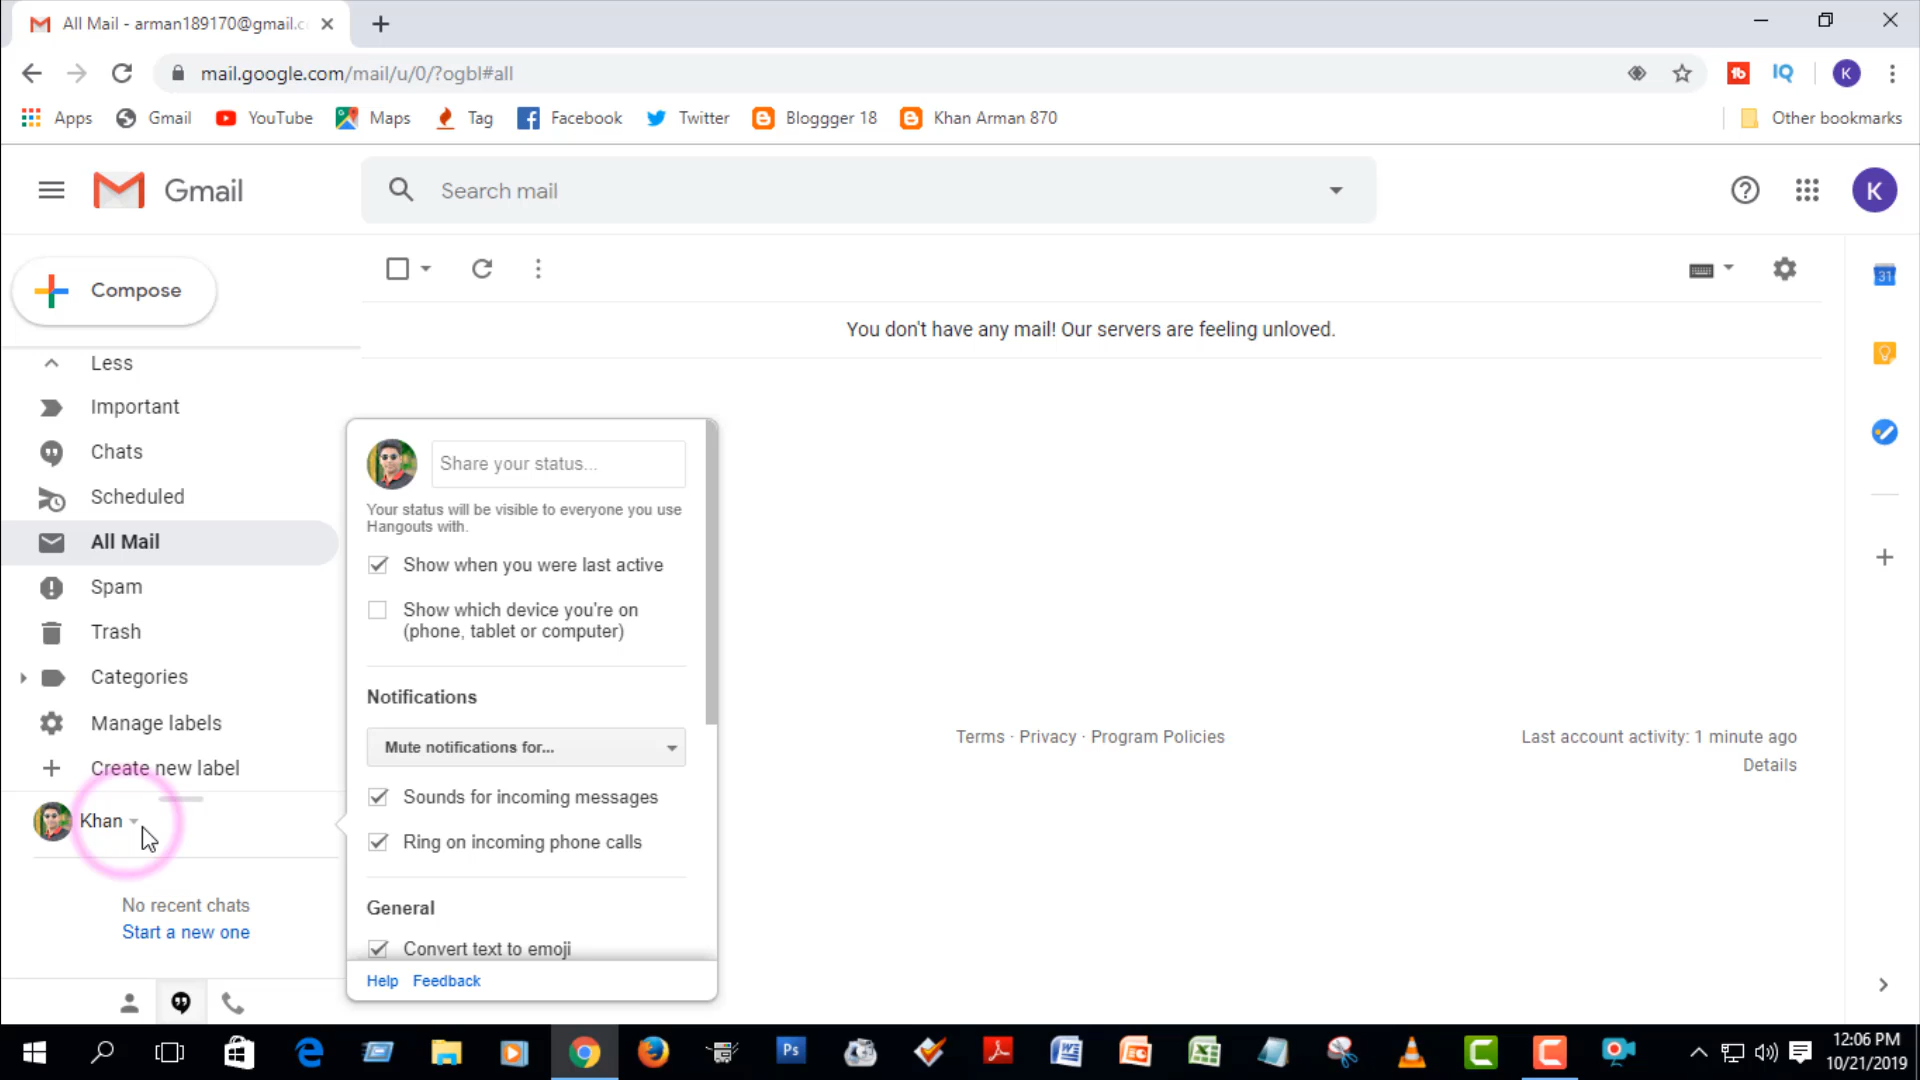 All Mail - arman189170@gmail.c
mail.google.com/mail/u/0/?ogbl#all
K
Apps
Gmail
YouTube
Maps
Tag
Facebook
Twitter
Bloggger 18
Khan Arman 870
Other bookmarks
Gmail
Search mail
K
Compose
31
You don't have any mail! Our servers are feeling unloved.
Less
Important
Chats
Scheduled
All Mail
Spam
Trash
Categories
Manage labels
Create new label
Khan
No recent chats
Start a new one
Share your status...
Your status will be visible to everyone you use
Hangouts with.
Show when you were last active
Show which device you're on
(phone, tablet or computer)
Notifications
Mute notifications for...
Sounds for incoming messages
Ring on incoming phone calls
General
Convert text to emoji
Help Feedback
Terms · Privacy · Program Policies
Last account activity: 1 minute ago
Details
Ps
12:06 PM
10/21/2019